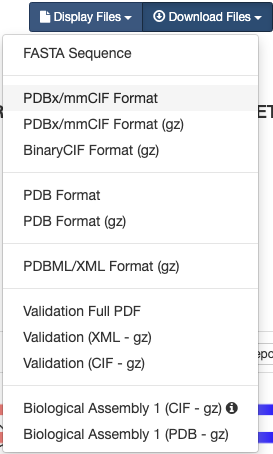 Display Files Download Files
FASTA Sequence
PDBx/mmCIF Format
PDBx/mmCIF Format (gz)
BinaryCIF Format (gz)
PDB Format
PDB Format (gz)
PDBML/XML Format (gz)
Validation Full PDF
Validation (XML - gz)
Validation (CIF - gz)
Biological Assembly 1 (CIF - gz)
Biological Assembly 1 (PDB - gz)